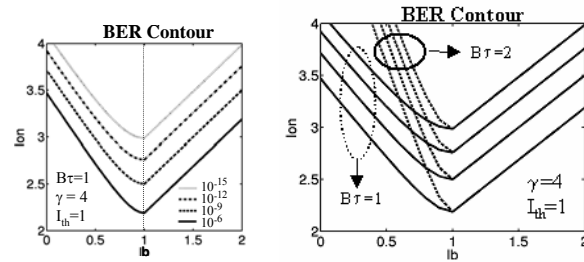 BER Contour
4
3.5
3
2.5
2
Ion
Bτ=1
γ = 4
I_th=1
10^-15
10^-12
10^-9
10^-6
0
0.5
1
1.5
2
Ib
BER Contour
4
3.5
3
2.5
2
Ion
Bτ=2
Bτ=1
γ=4
I_th=1
0
0.5
1
1.5
2
Ib